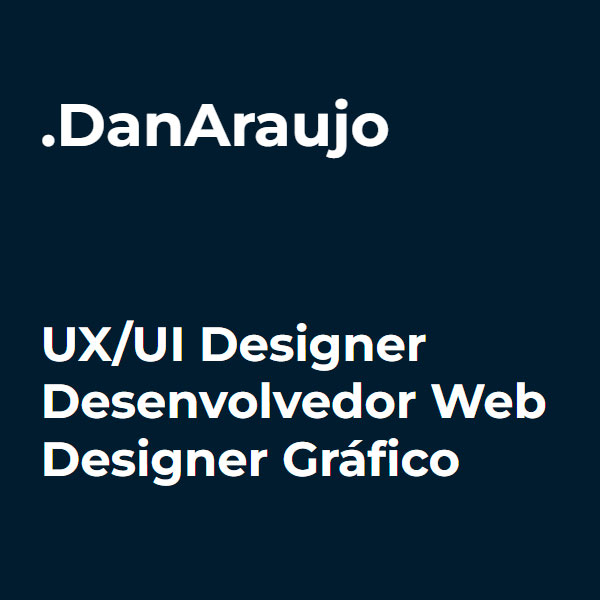 .DanAraujo
UX/UI Designer
Desenvolvedor Web
Designer Gráfico